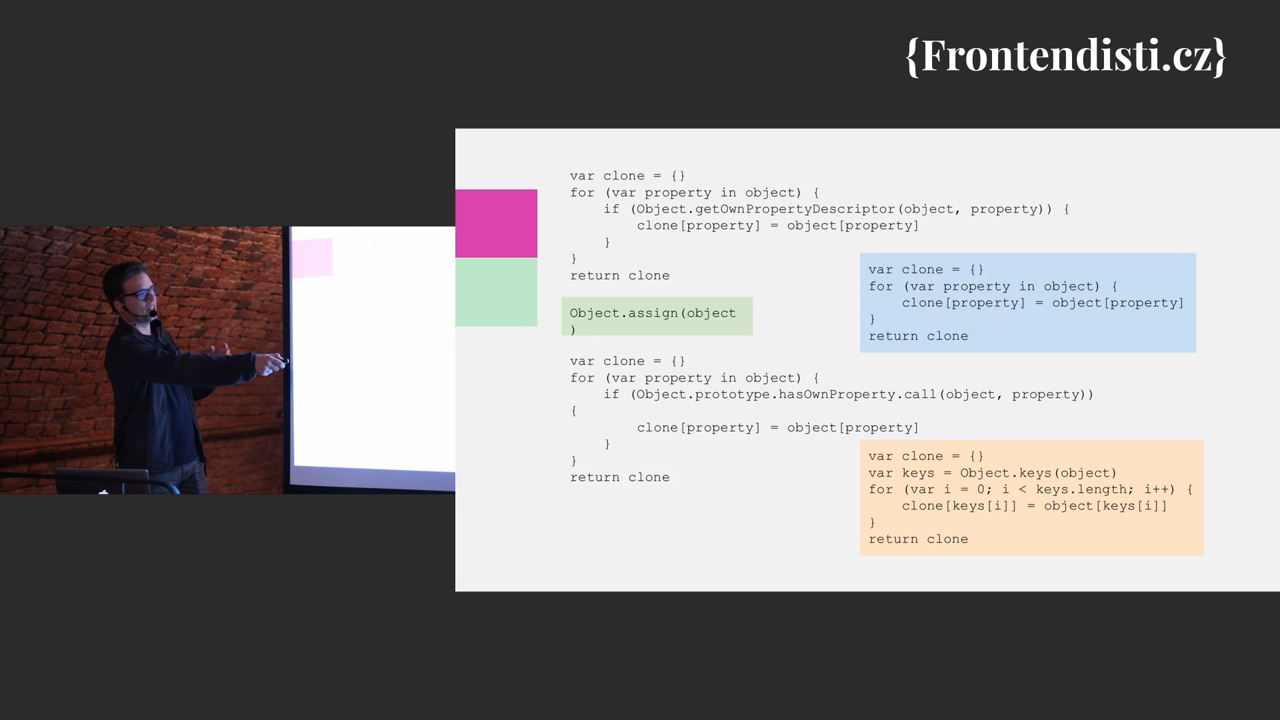 {Frontendisti.cz}
var clone = {}
for (var property in object) {
    if (Object.getOwnPropertyDescriptor(object, property)) {
        clone[property] = object[property]
    }
}
return clone
Object.assign(object
)
var clone = {}
for (var property in object) {
    if (Object.prototype.hasOwnProperty.call(object, property))
{
        clone[property] = object[property]
    }
}
return clone
var clone = {}
for (var property in object) {
    clone[property] = object[property]
}
return clone
var clone = {}
var keys = Object.keys(object)
for (var i = 0; i < keys.length; i++) {
    clone[keys[i]] = object[keys[i]]
}
return clone